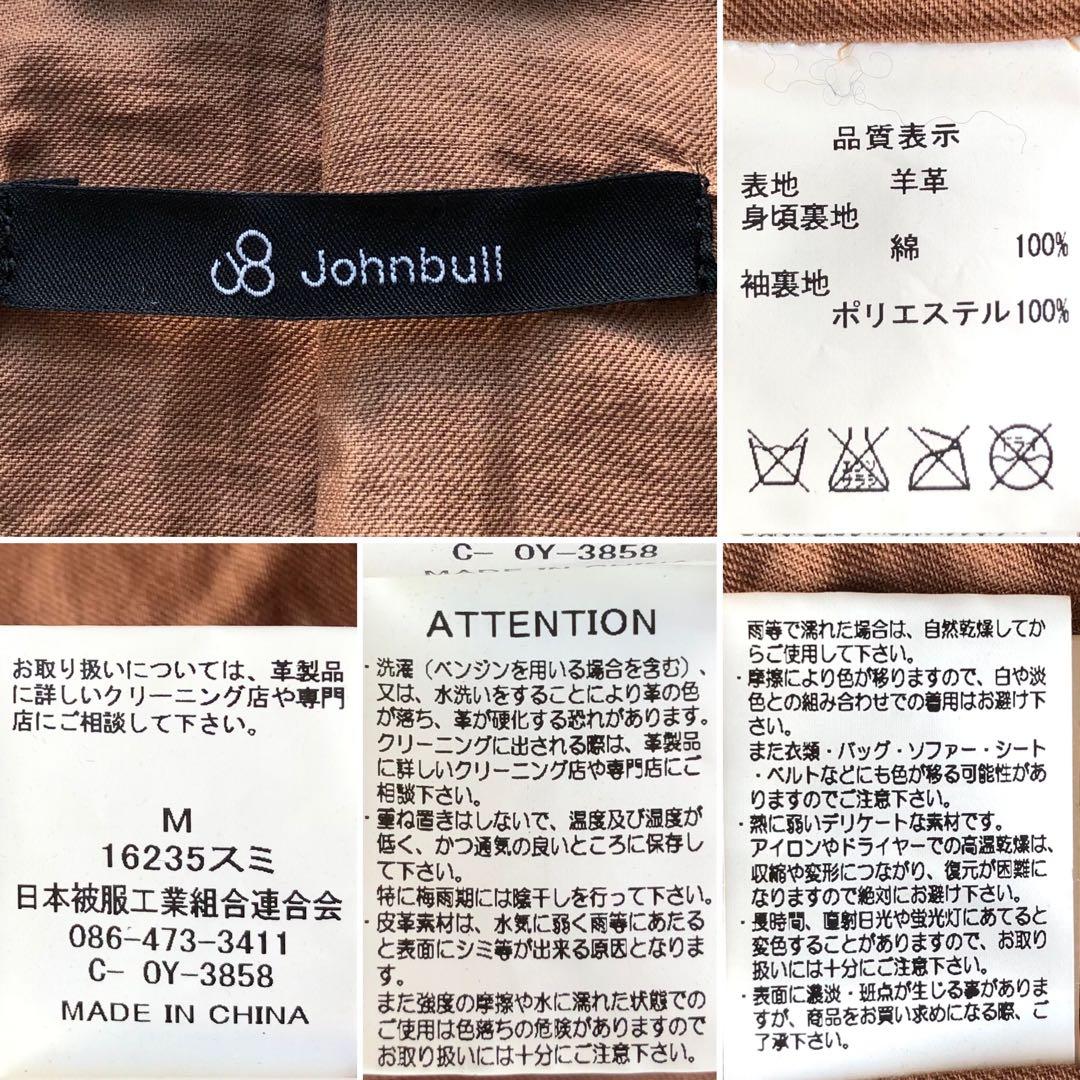 Johnbull
品質表示
表地 羊革
身頃裏地
綿 100%
袖裏地
ポリエステル100%
エンソ
サラシ
ドライ
お取り扱いについては、革製品
に詳しいクリーニング店や専門
店にご相談して下さい。
M
16235スミ
日本被服工業組合連合会
086-473-3411
C- OY-3858
MADE IN CHINA
C- OY-3858
MADE IN CHINA
ATTENTION
・洗濯（ベンジンを用いる場合を含む）、
又は、水洗いをすることにより革の色
が落ち、革が硬化する恐れがあります。
クリーニングに出される際は、革製品
に詳しいクリーニング店や専門店にご
相談下さい。
・重ね置きはしないで、温度及び湿度が
低く、かつ通気の良いところに保存し
て下さい。
特に梅雨期には陰干しを行って下さい。
・皮革素材は、水気に弱く雨等にあたる
と表面にシミ等が出来る原因となりま
す。
また強度の摩擦や水に濡れた状態での
ご使用は色落ちの危険がありますので
お取り扱いには十分にご注意下さい。
雨等で濡れた場合は、自然乾燥してか
らご使用して下さい。
・摩擦により色が移りますので、白や淡
色との組み合わせでの着用はお避け下
さい。
また衣類・バッグ・ソファー・シート
・ベルトなどにも色が移る可能性があ
りますのでご注意下さい。
・熱に弱いデリケートな素材です。
アイロンやドライヤーでの高温乾燥は、
収縮や変形につながり、復元が困難に
なりますので絶対にお避け下さい。
・長時間、直射日光や蛍光灯にあてると
変色することがありますので、お取り
扱いには十分にご注意下さい。
・表面に濃淡・斑点が生じる事がありま
すが、商品をお買い求めになる際、ご
了承下さい。